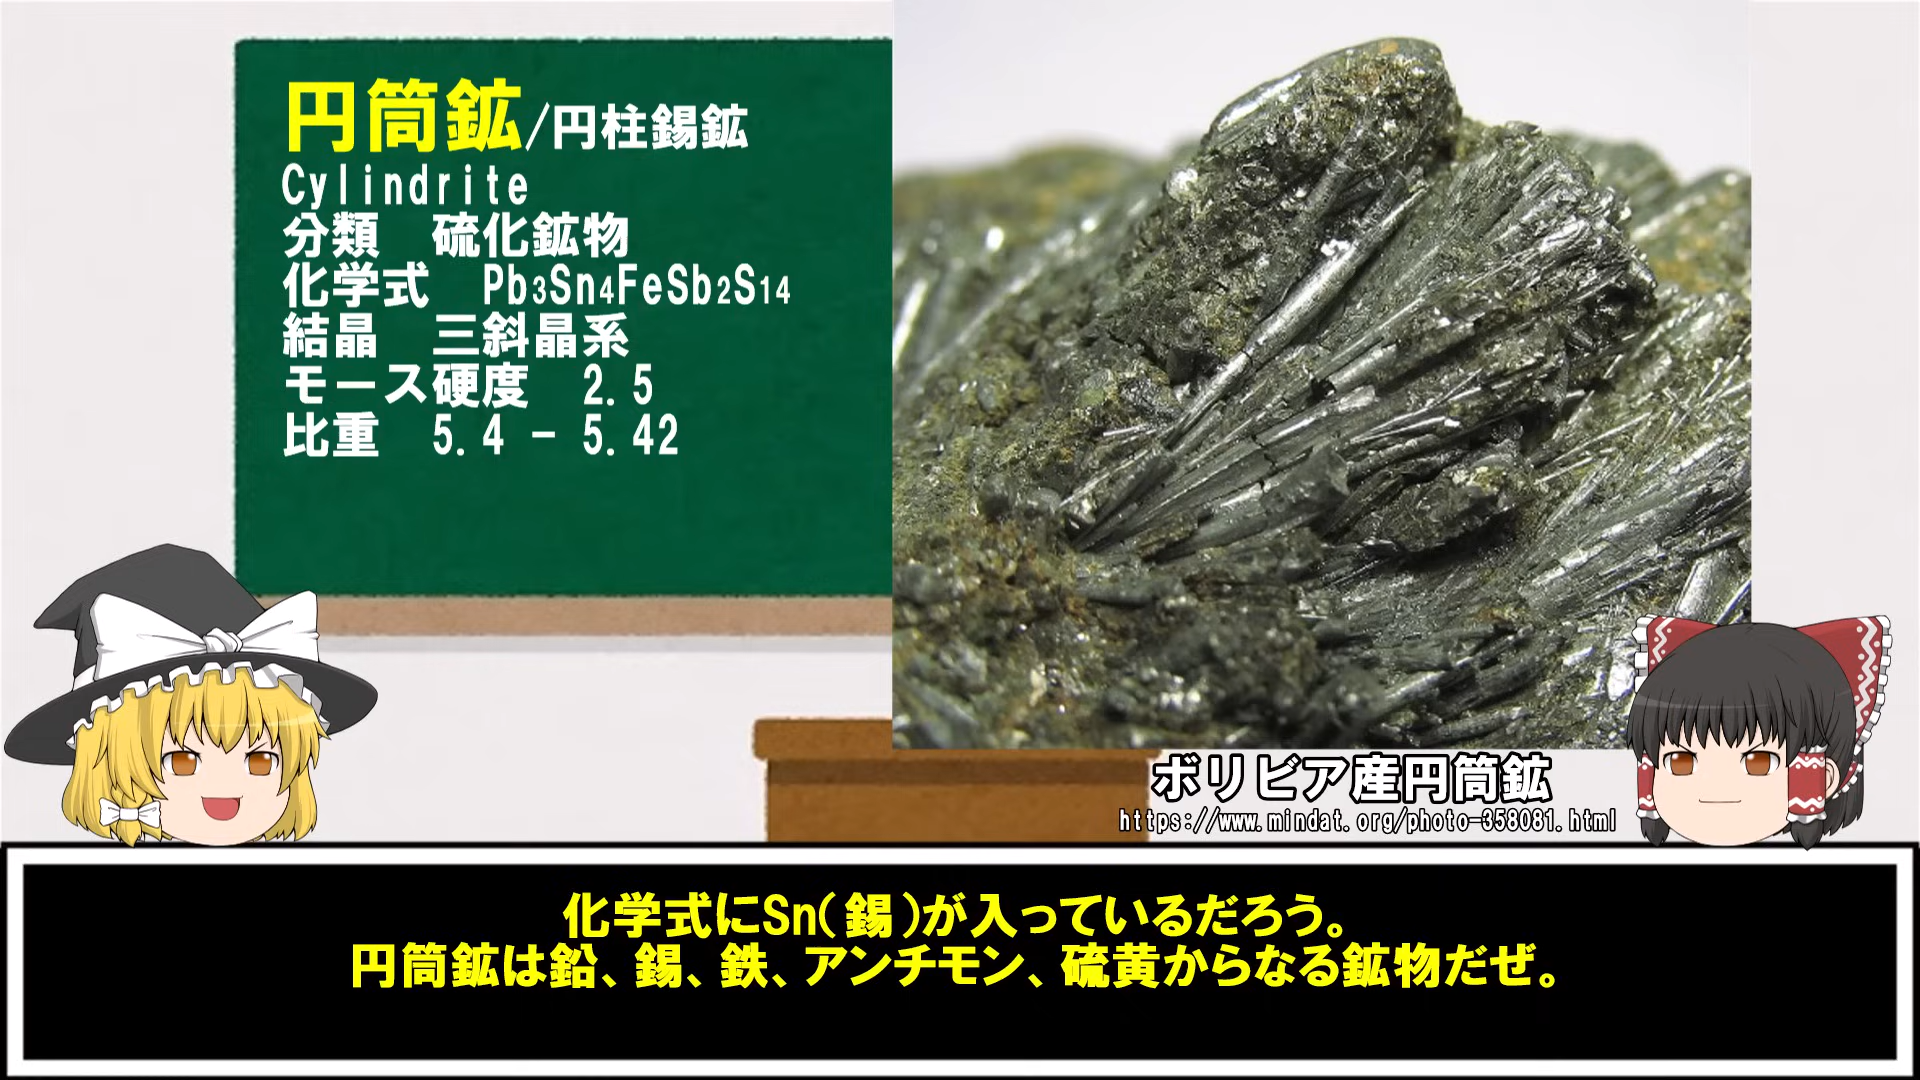 円筒鉱/円柱錫鉱
Cylindrite
分類　硫化鉱物
化学式　Pb3Sn4FeSb2S14
結晶　三斜晶系
モース硬度　2.5
比重　5.4 - 5.42
ボリビア産円筒鉱
https://www.mindat.org/photo-358081.html
化学式にSn(錫)が入っているだろう。
円筒鉱は鉛、錫、鉄、アンチモン、硫黄からなる鉱物だぜ。